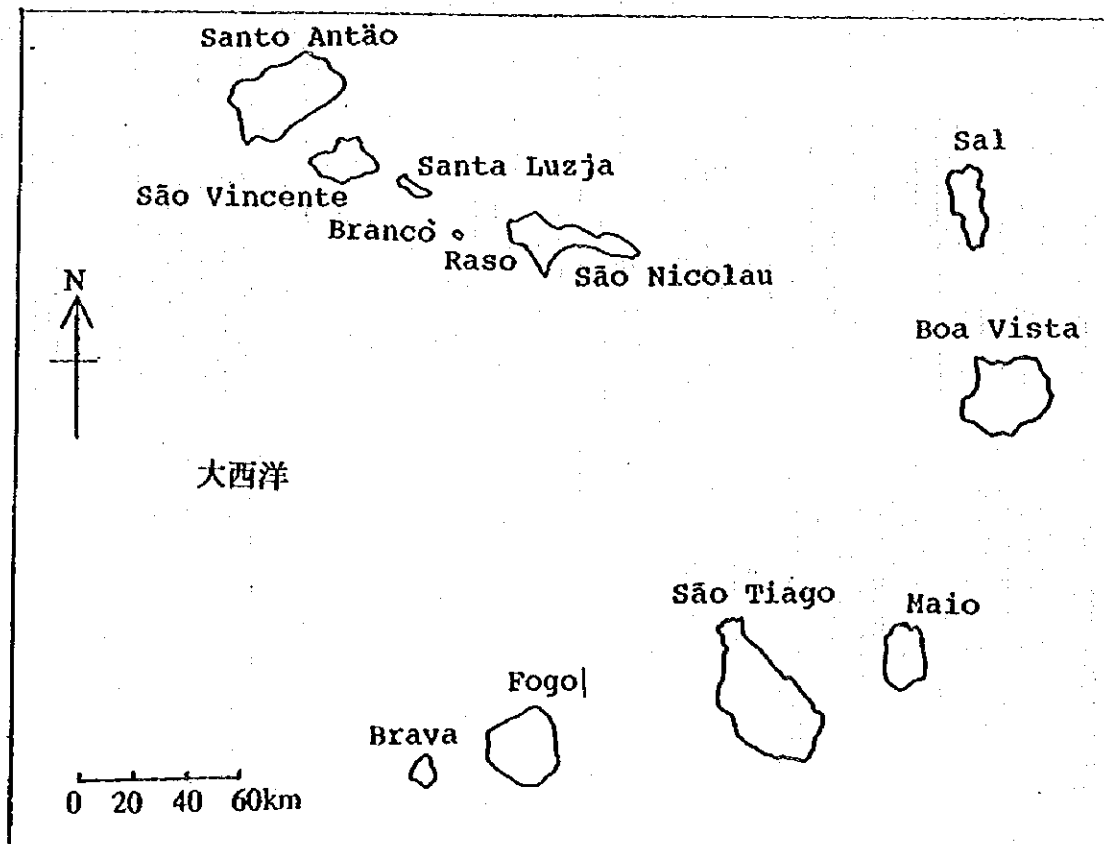 Santo Antão
Sal
Santa Luzja
São Vincente
Branco
Raso
São Nicolau
N
Boa Vista
大西洋
São Tiago
Maio
Fogo
Brava
0 20 40 60km